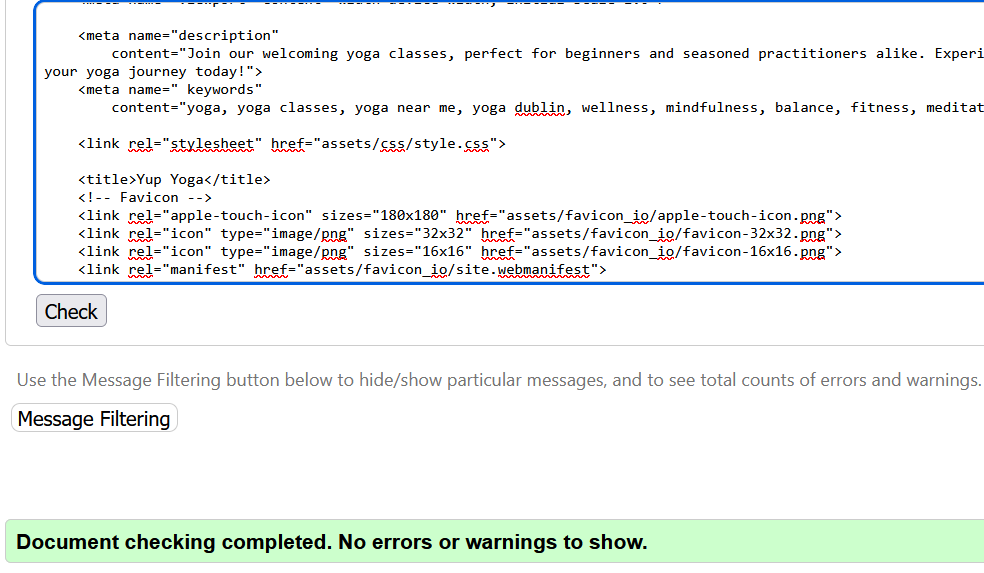 <meta name="description"
content="Join our welcoming yoga classes, perfect for beginners and seasoned practitioners alike.
your yoga journey today!">
<meta name=" keywords"
content="yoga, yoga classes, yoga near me, yoga dublin, wellness, mindfulness, balance, fitness,
<link rel="stylesheet" href="assets/css/style.css">
<title>Yup Yoga</title>
<!-- Favicon -->
<link rel="apple-touch-icon" sizes="180x180" href="assets/favicon_io/apple-touch-icon.png">
<link rel="icon" type="image/png" sizes="32x32" href="assets/favicon_io/favicon-32x32.png">
<link rel="icon" type="image/png" sizes="16x16" href="assets/favicon_io/favicon-16x16.png">
<link rel="manifest" href="assets/favicon_io/site.webmanifest">
Check
Use the Message Filtering button below to hide/show particular messages, and to see total counts of errors and warnings.
Message Filtering
Document checking completed. No errors or warnings to show.